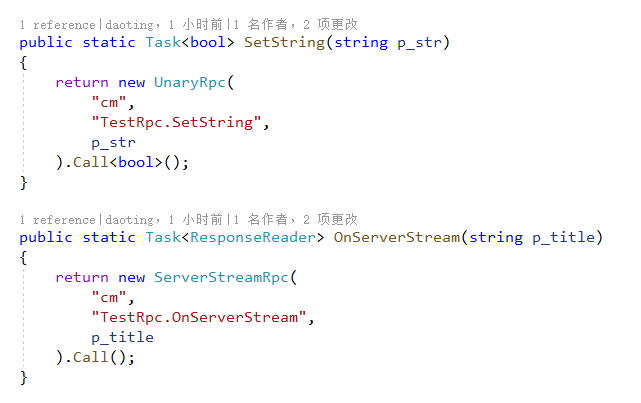 1 reference|daoting，1 小时前|1 名作者，2 项更改
public static Task<bool> SetString(string p_str)
{
    return new UnaryRpc(
        "cm",
        "TestRpc.SetString",
        p_str
    ).Call<bool>();
}
1 reference|daoting，1 小时前|1 名作者，2 项更改
public static Task<ResponseReader> OnServerStream(string p_title)
{
    return new ServerStreamRpc(
        "cm",
        "TestRpc.OnServerStream",
        p_title
    ).Call();
}